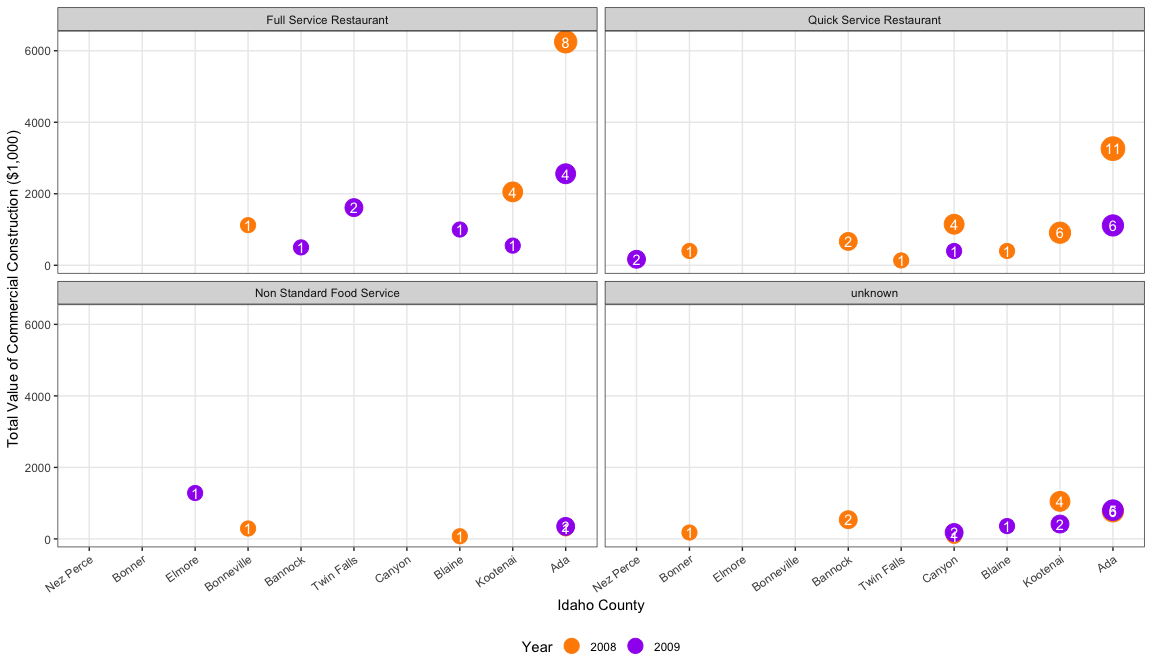 Full Service Restaurant
Quick Service Restaurant
6000
4000
2000
0
8
4
4
2
1
1
1
1
11
6
6
4
2
1
1
1
1
2
Non Standard Food Service
unknown
6000
4000
2000
0
1
1
1
4
2
2
2
1
1
Nez Perce
Bonner
Elmore
Bonneville
Bannock
Twin Falls
Canyon
Blaine
Kootenai
Ada
Nez Perce
Bonner
Elmore
Bonneville
Bannock
Twin Falls
Canyon
Blaine
Kootenai
Ada
Total Value of Commercial Construction ($1,000)
Idaho County
Year
2008
2009